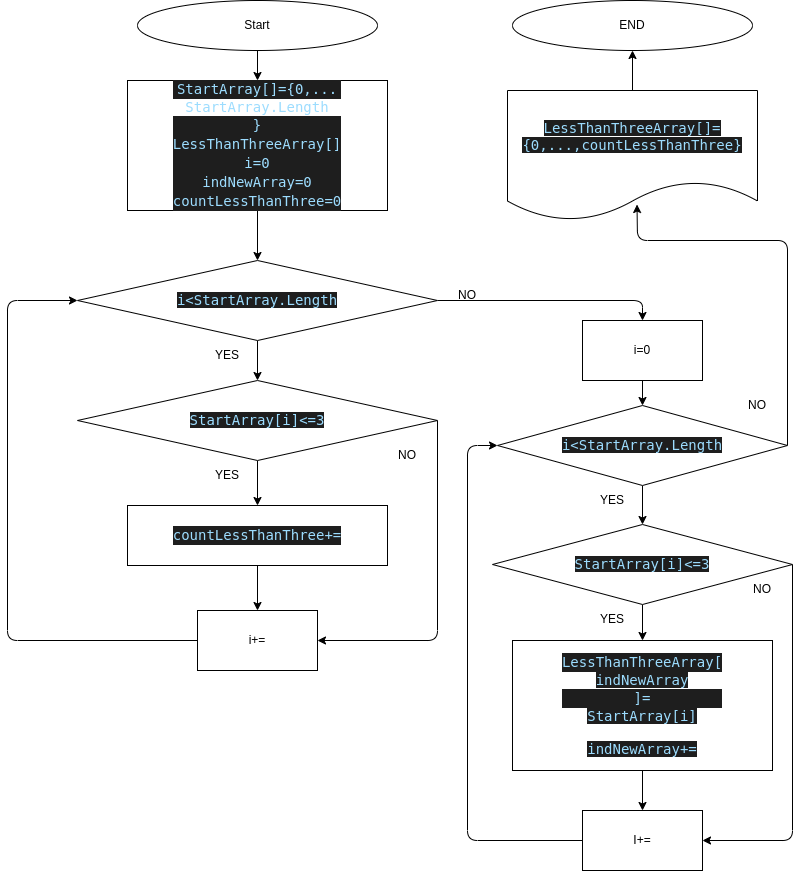 Start
StartArray[]={0,...
StartArray.Length
}
LessThanThreeArray[]
i=0
indNewArray=0
countLessThanThree=0
i<StartArray.Length
NO
YES
StartArray[i]<=3
NO
YES
countLessThanThree+=
i+=
END
LessThanThreeArray[]=
{0,...,countLessThanThree}
i=0
NO
i<StartArray.Length
YES
StartArray[i]<=3
NO
YES
LessThanThreeArray[
indNewArray
]=
StartArray[i]
indNewArray+=
I+=